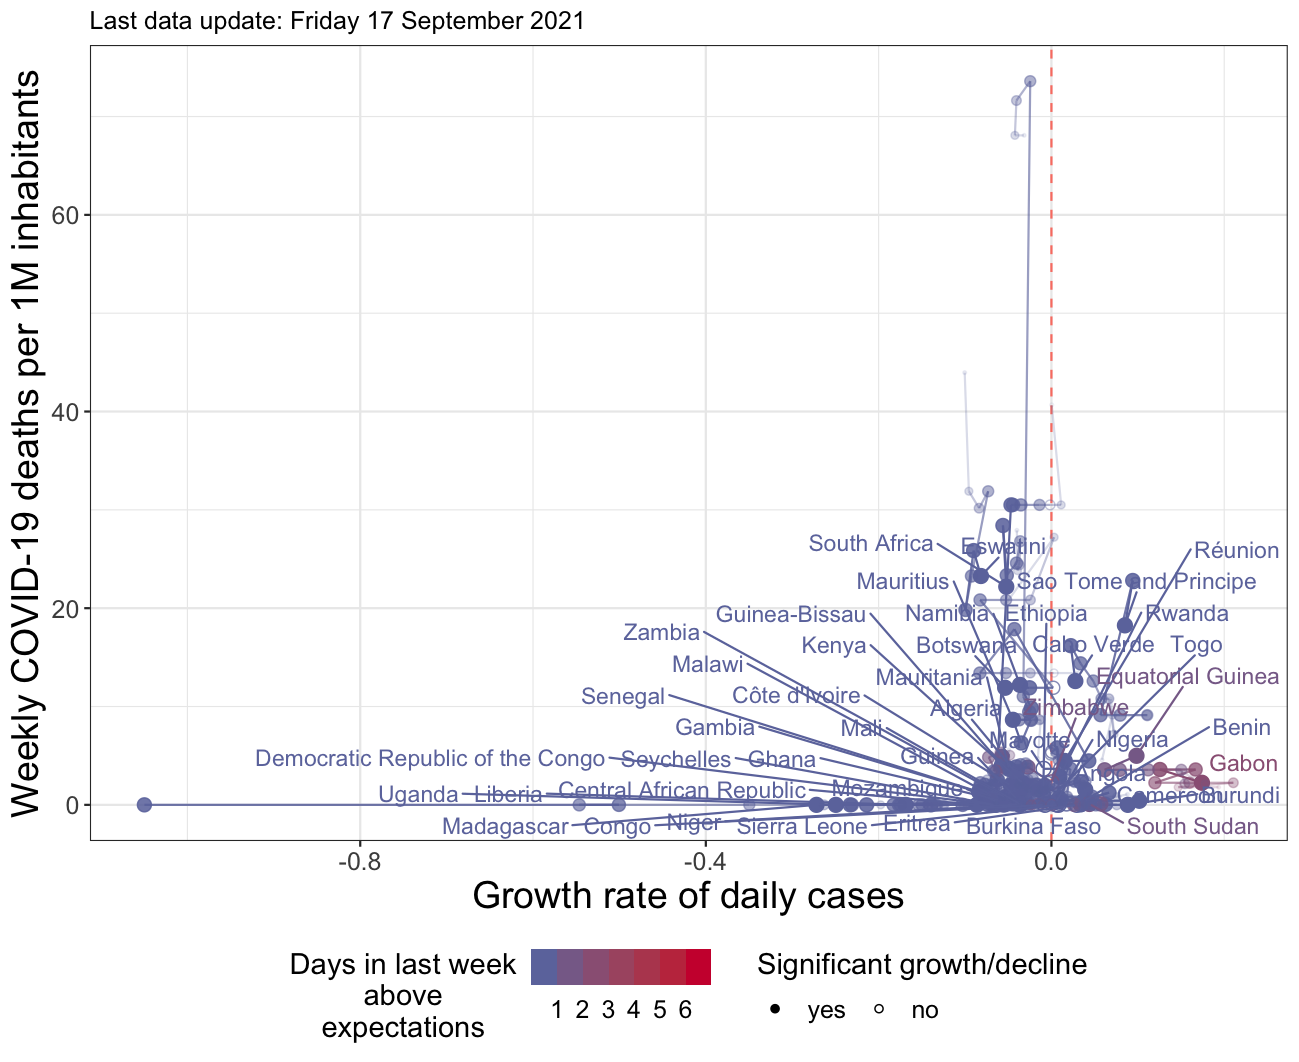 Last data update: Friday 17 September 2021
Weekly COVID-19 deaths per 1M inhabitants
60
40
20
0
South Africa
Eswatini
Réunion
Mauritius
Sao Tome and Principe
Guinea-Bissau
Namibia
Ethiopia
Rwanda
Zambia
Kenya
Botswana
Cabo Verde
Togo
Malawi
Mauritania
Equatorial Guinea
Senegal
Côte d'Ivoire
Algeria
Zimbabwe
Gambia
Mali
Mayotte
Nigeria
Benin
Democratic Republic of the Congo
Seychelles
Ghana
Guinea
Angola
Gabon
Uganda
Liberia
Central African Republic
Mozambique
Cameroon
Burundi
Madagascar
Congo
Niger
Sierra Leone
Eritrea
Burkina Faso
South Sudan
-0.8
-0.4
0.0
Growth rate of daily cases
Days in last week
above
expectations
1 2 3 4 5 6
Significant growth/decline
yes
no